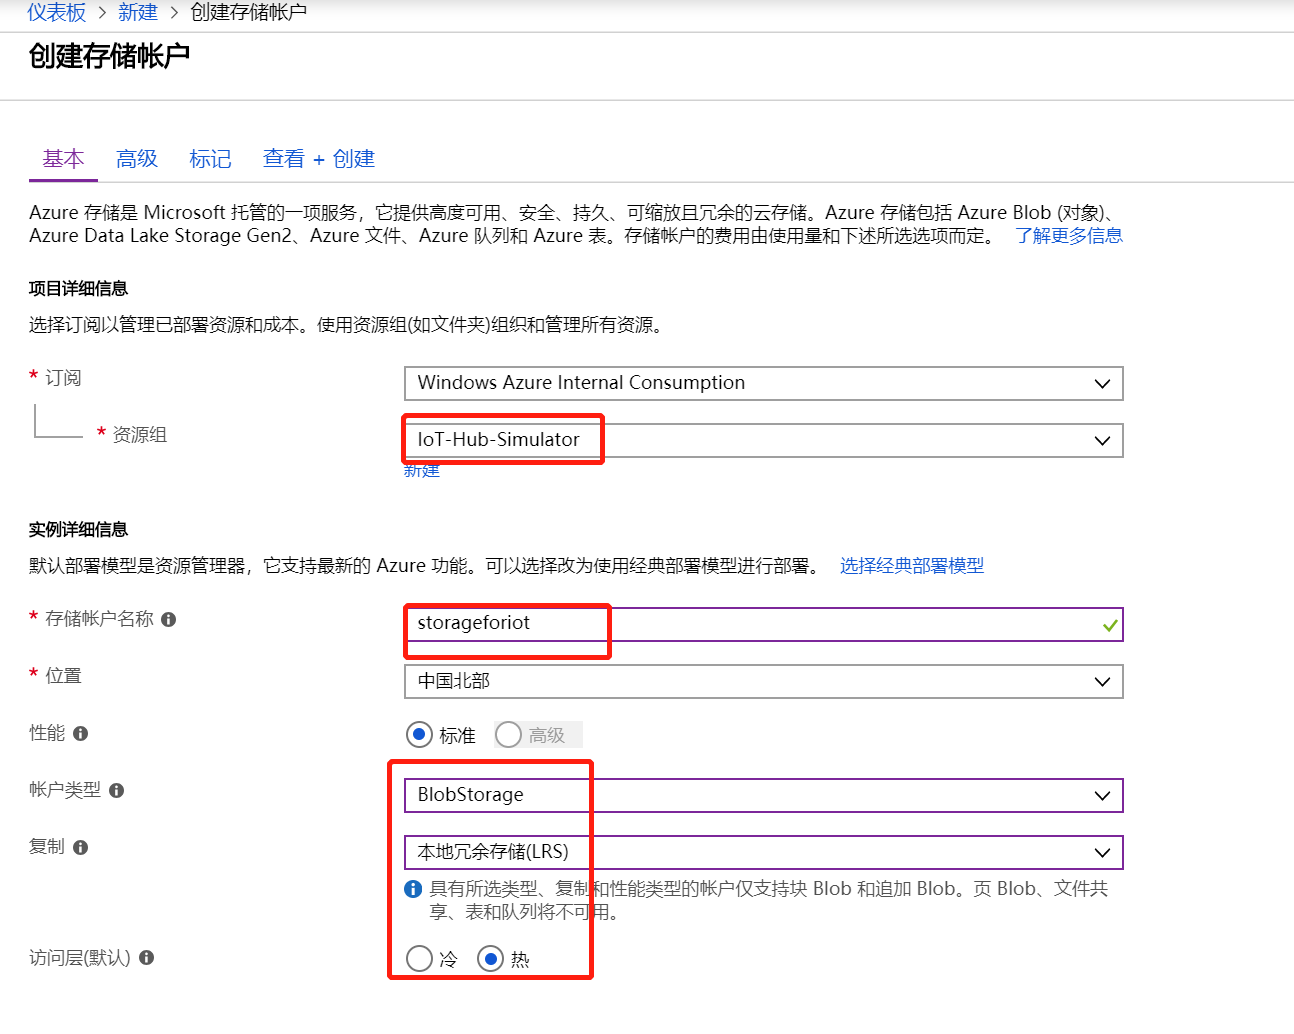 仪表板 > 新建 > 创建存储帐户
创建存储帐户
基本 高级 标记 查看 + 创建
Azure 存储是 Microsoft 托管的一项服务，它提供高度可用、安全、持久、可缩放且冗余的云存储。Azure 存储包括 Azure Blob (对象)、
Azure Data Lake Storage Gen2、Azure 文件、Azure 队列和 Azure 表。存储帐户的费用由使用量和下述所选选项而定。 了解更多信息
项目详细信息
选择订阅以管理已部署资源和成本。使用资源组(如文件夹)组织和管理所有资源。
* 订阅 Windows Azure Internal Consumption
* 资源组 IoT-Hub-Simulator
新建
实例详细信息
默认部署模型是资源管理器，它支持最新的 Azure 功能。可以选择改为使用经典部署模型进行部署。 选择经典部署模型
* 存储帐户名称 storageforiot
* 位置 中国北部
性能 标准 高级
帐户类型 BlobStorage
复制 本地冗余存储(LRS)
具有所选类型、复制和性能类型的帐户仅支持块 Blob 和追加 Blob。页 Blob、文件共
享、表和队列将不可用。
访问层(默认) 冷 热